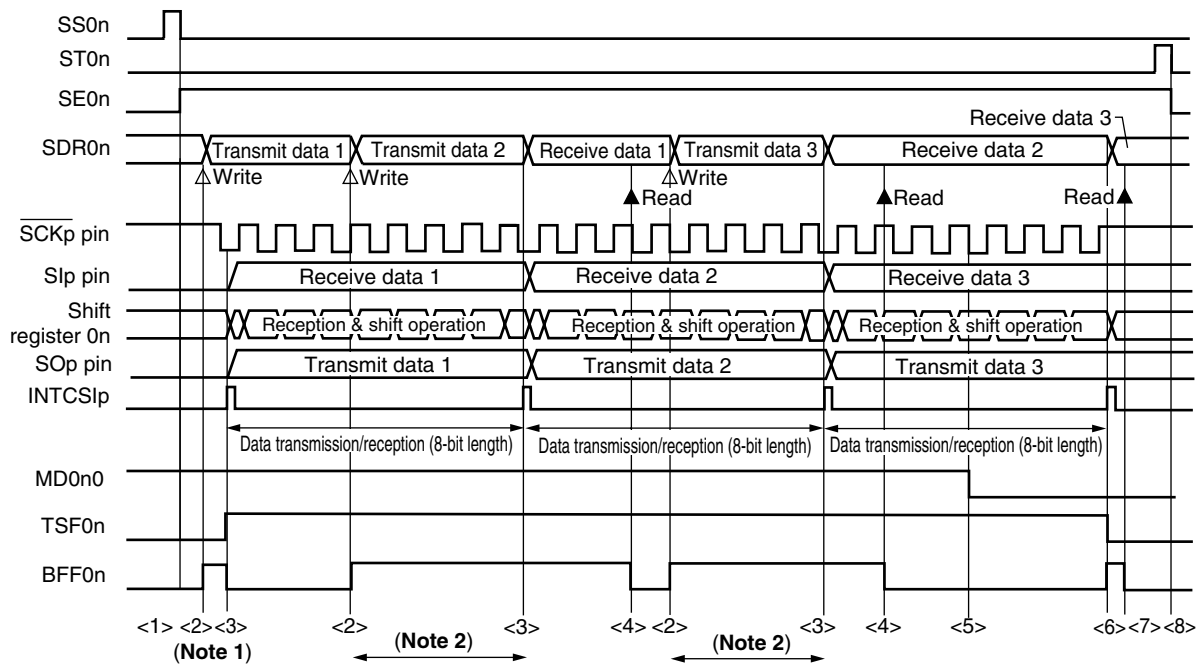 SS0n
ST0n
SE0n
Receive data 3
SDR0n Transmit data 1 Transmit data 2 Receive data 1 Transmit data 3 Receive data 2
Write Write Write
Read Read Read
SCKp pin
SIp pin Receive data 1 Receive data 2 Receive data 3
Shift
register 0n Reception & shift operation Reception & shift operation Reception & shift operation
SOp pin Transmit data 1 Transmit data 2 Transmit data 3
INTCSIp
Data transmission/reception (8-bit length) Data transmission/reception (8-bit length) Data transmission/reception (8-bit length)
MD0n0
TSF0n
BFF0n
<1> <2> <3> <2> <3> <4> <2> <3> <4> <5> <6> <7> <8>
(Note 1) (Note 2) (Note 2)